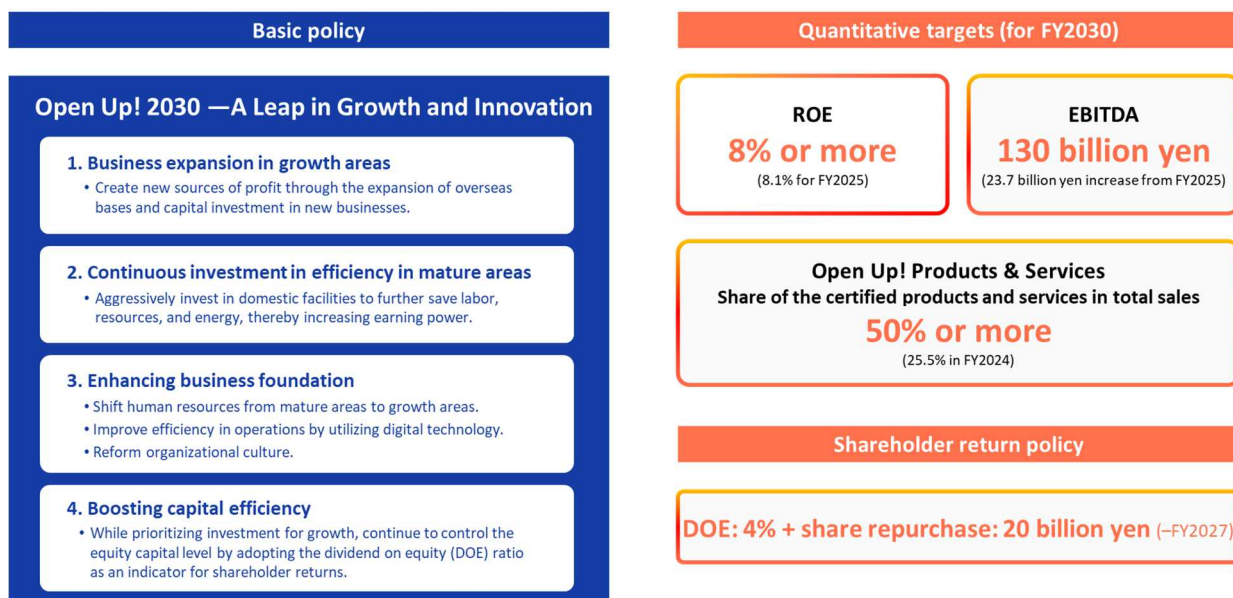 Basic policy
Open Up! 2030 —A Leap in Growth and Innovation
1. Business expansion in growth areas
• Create new sources of profit through the expansion of overseas
bases and capital investment in new businesses.
2. Continuous investment in efficiency in mature areas
• Aggressively invest in domestic facilities to further save labor,
resources, and energy, thereby increasing earning power.
3. Enhancing business foundation
• Shift human resources from mature areas to growth areas.
• Improve efficiency in operations by utilizing digital technology.
• Reform organizational culture.
4. Boosting capital efficiency
• While prioritizing investment for growth, continue to control the
equity capital level by adopting the dividend on equity (DOE) ratio
as an indicator for shareholder returns.
Quantitative targets (for FY2030)
ROE
8% or more
(8.1% for FY2025)
EBITDA
130 billion yen
(23.7 billion yen increase from FY2025)
Open Up! Products & Services
Share of the certified products and services in total sales
50% or more
(25.5% in FY2024)
Shareholder return policy
DOE: 4% + share repurchase: 20 billion yen (–FY2027)